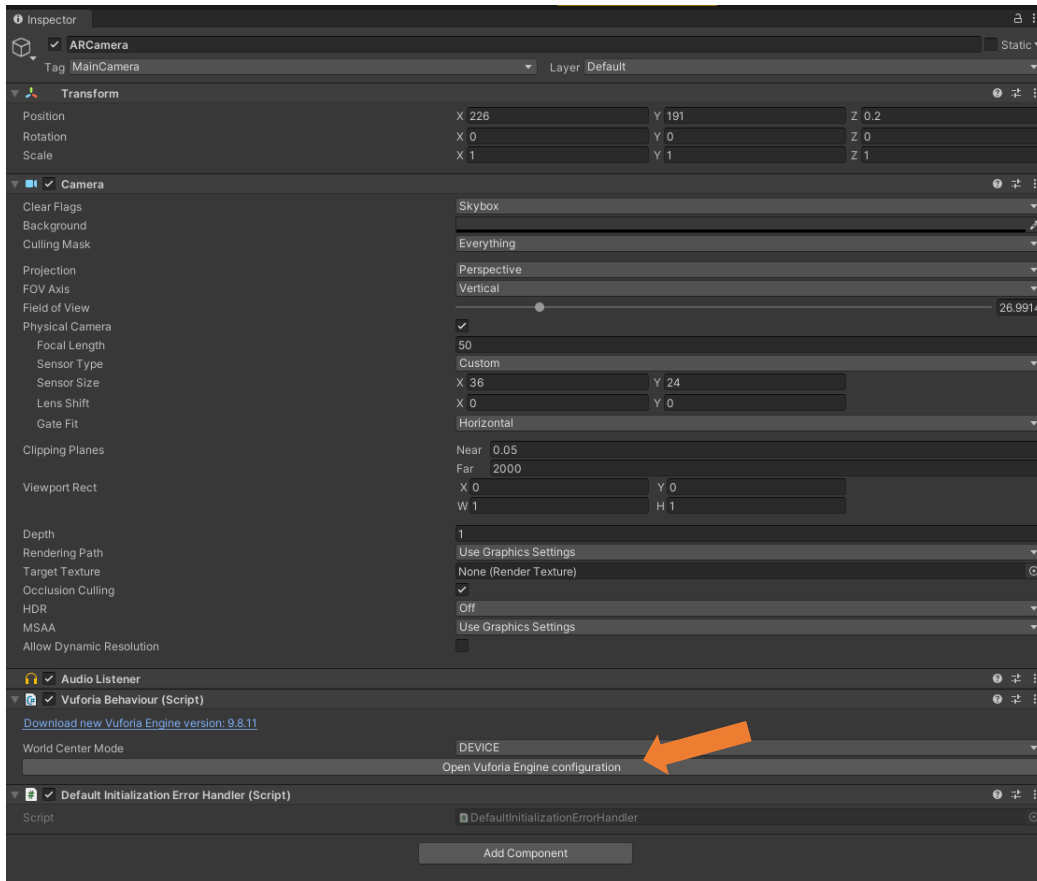 Inspector
ARCamera Static
Tag MainCamera Layer Default
Transform
Position X 226 Y 191 Z 0.2
Rotation X 0 Y 0 Z 0
Scale X 1 Y 1 Z 1
Camera
Clear Flags Skybox
Background
Culling Mask Everything
Projection Perspective
FOV Axis Vertical
Field of View 26.9914
Physical Camera
Focal Length 50
Sensor Type Custom
Sensor Size X 36 Y 24
Lens Shift X 0 Y 0
Gate Fit Horizontal
Clipping Planes Near 0.05
Far 2000
Viewport Rect X 0 Y 0
W 1 H 1
Depth 1
Rendering Path Use Graphics Settings
Target Texture None (Render Texture)
Occlusion Culling
HDR Off
MSAA Use Graphics Settings
Allow Dynamic Resolution
Audio Listener
Vuforia Behaviour (Script)
Download new Vuforia Engine version: 9.8.11
World Center Mode DEVICE
Open Vuforia Engine configuration
# Default Initialization Error Handler (Script)
Script DefaultInitializationErrorHandler
Add Component